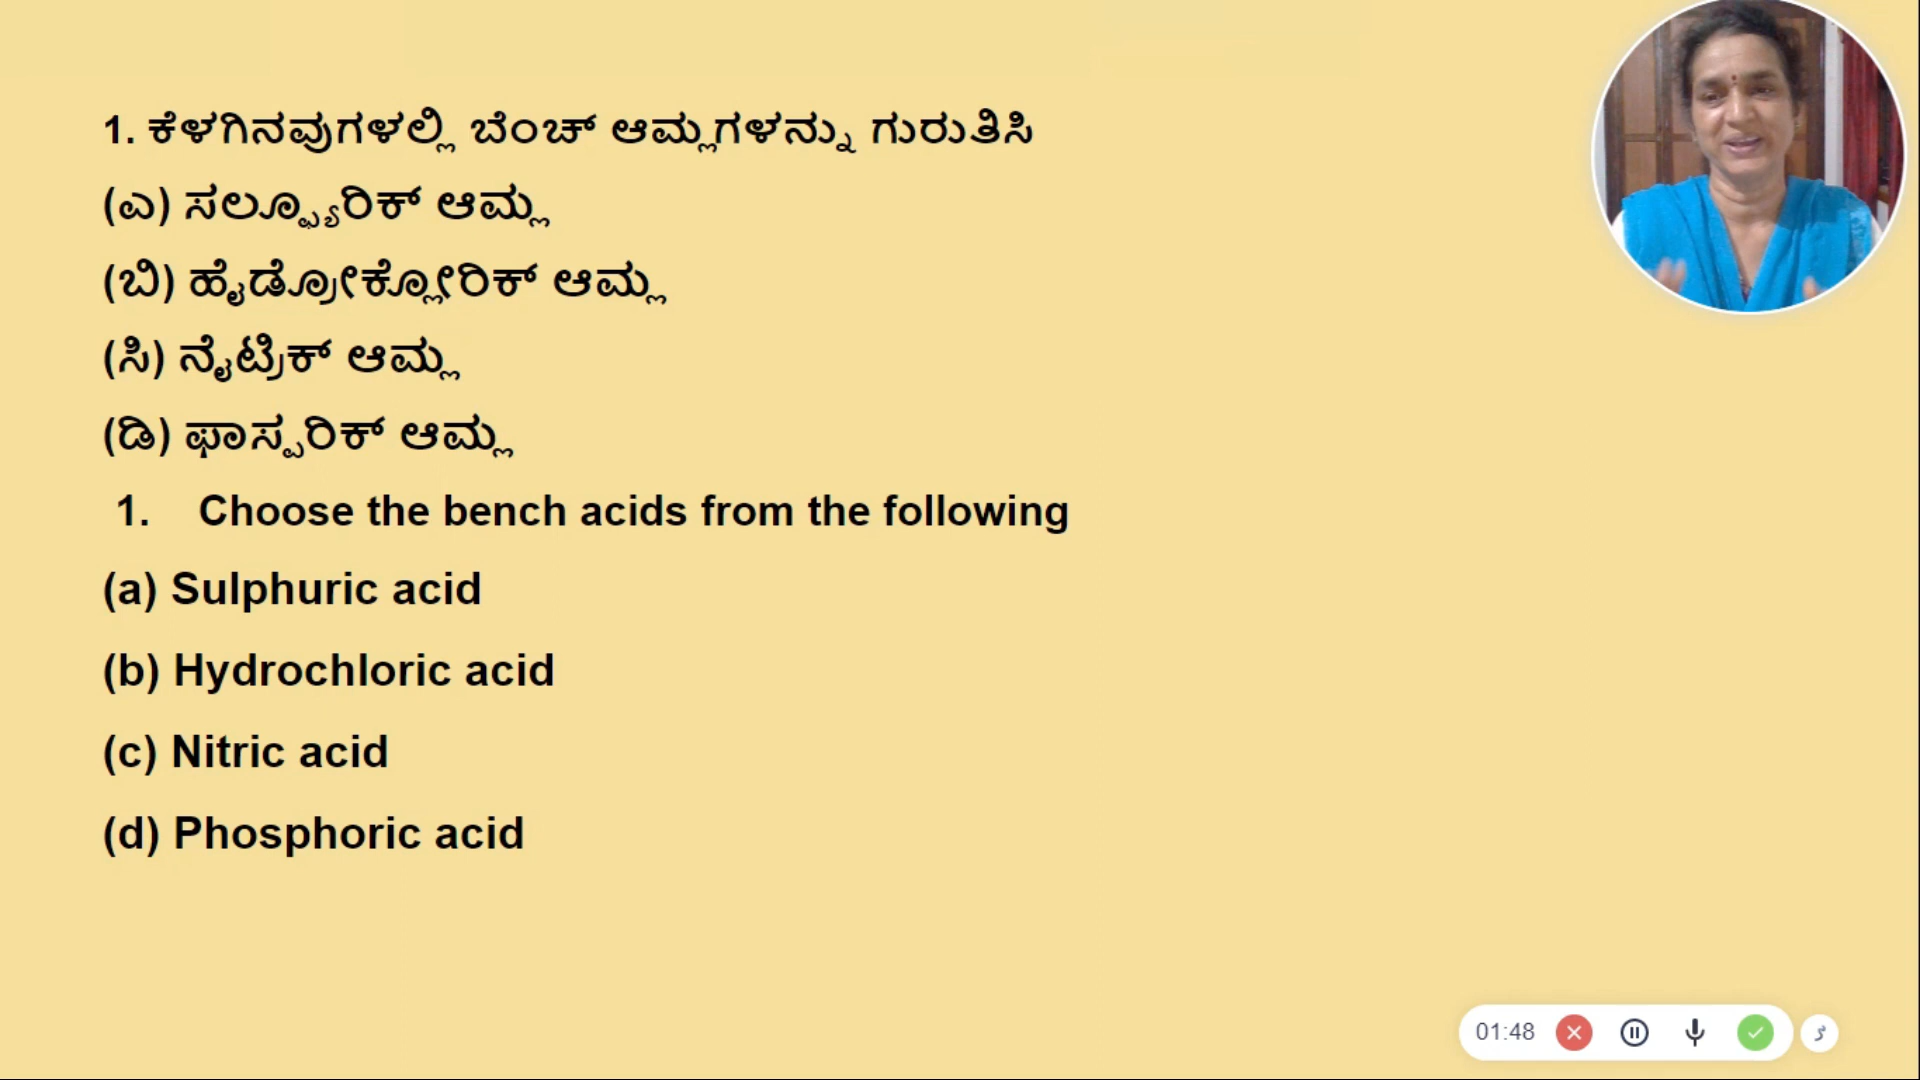 1. ಕೆಳಗಿನವುಗಳಲ್ಲಿ ಬೆಂಚ್ ಆಮ್ಲಗಳನ್ನು ಗುರುತಿಸಿ
(ಎ) ಸಲ್ಫ್ಯೂರಿಕ್ ಆಮ್ಲ
(ಬಿ) ಹೈಡ್ರೋಕ್ಲೋರಿಕ್ ಆಮ್ಲ
(ಸಿ) ನೈಟ್ರಿಕ್ ಆಮ್ಲ
(ಡಿ) ಫಾಸ್ಪರಿಕ್ ಆಮ್ಲ
1. Choose the bench acids from the following
(a) Sulphuric acid
(b) Hydrochloric acid
(c) Nitric acid
(d) Phosphoric acid
01:48